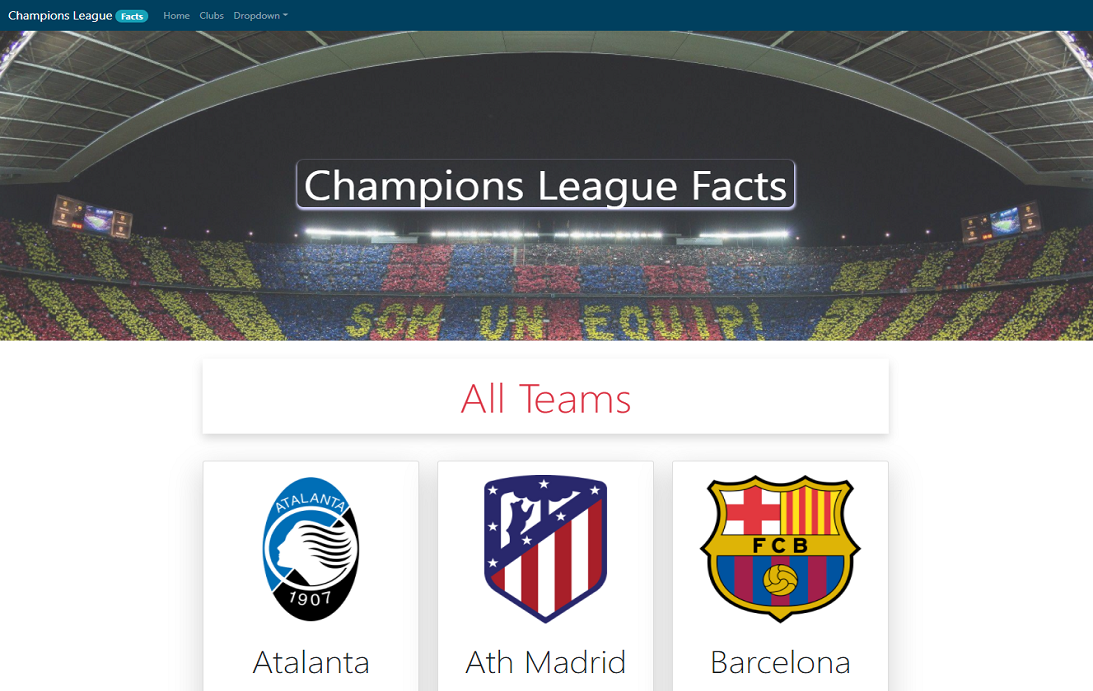 Champions League Facts Home Clubs Dropdown
Champions League Facts
SOM UN EQUIP!
All Teams
ATALANTA
1907
FCB
Atalanta Ath Madrid Barcelona